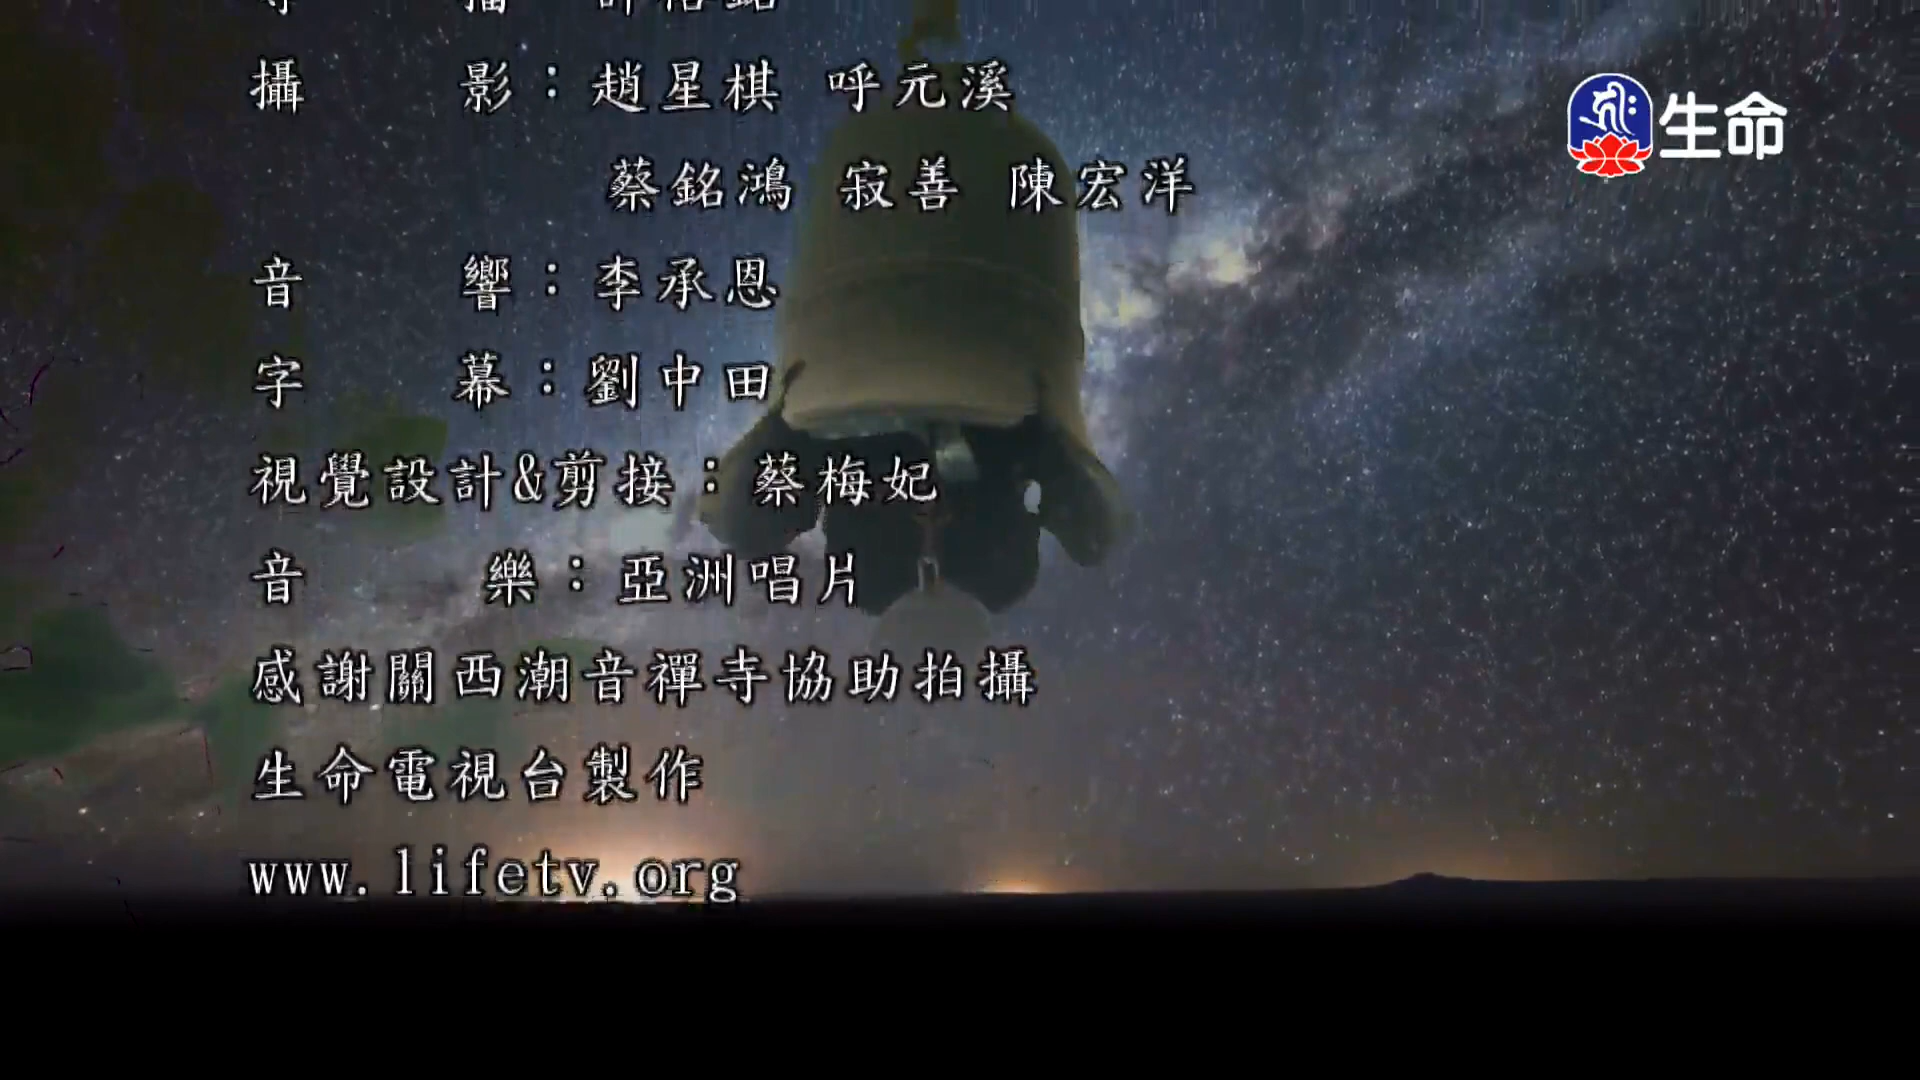 攝 影：趙星棋 呼元溪
蔡銘鴻 寂善 陳宏洋
音 響：李承恩
字 幕：劉中田
視覺設計&剪接：蔡梅妃
音 樂：亞洲唱片
感謝關西潮音禪寺協助拍攝
生命電視台製作
www.lifetv.org
生命